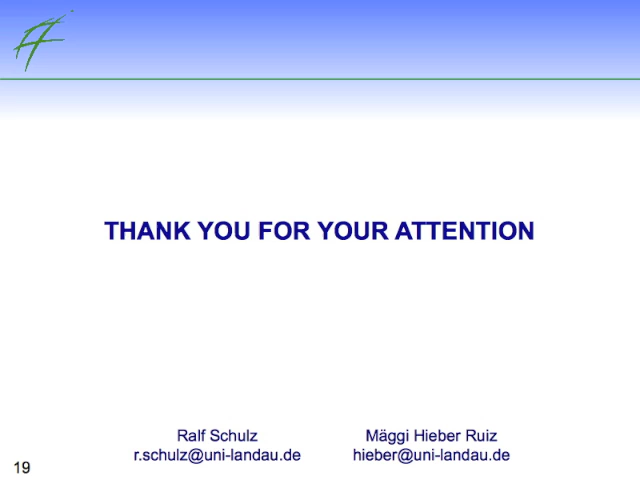 THANK YOU FOR YOUR ATTENTION
Ralf Schulz
r.schulz@uni-landau.de
Mäggi Hieber Ruiz
hieber@uni-landau.de
19